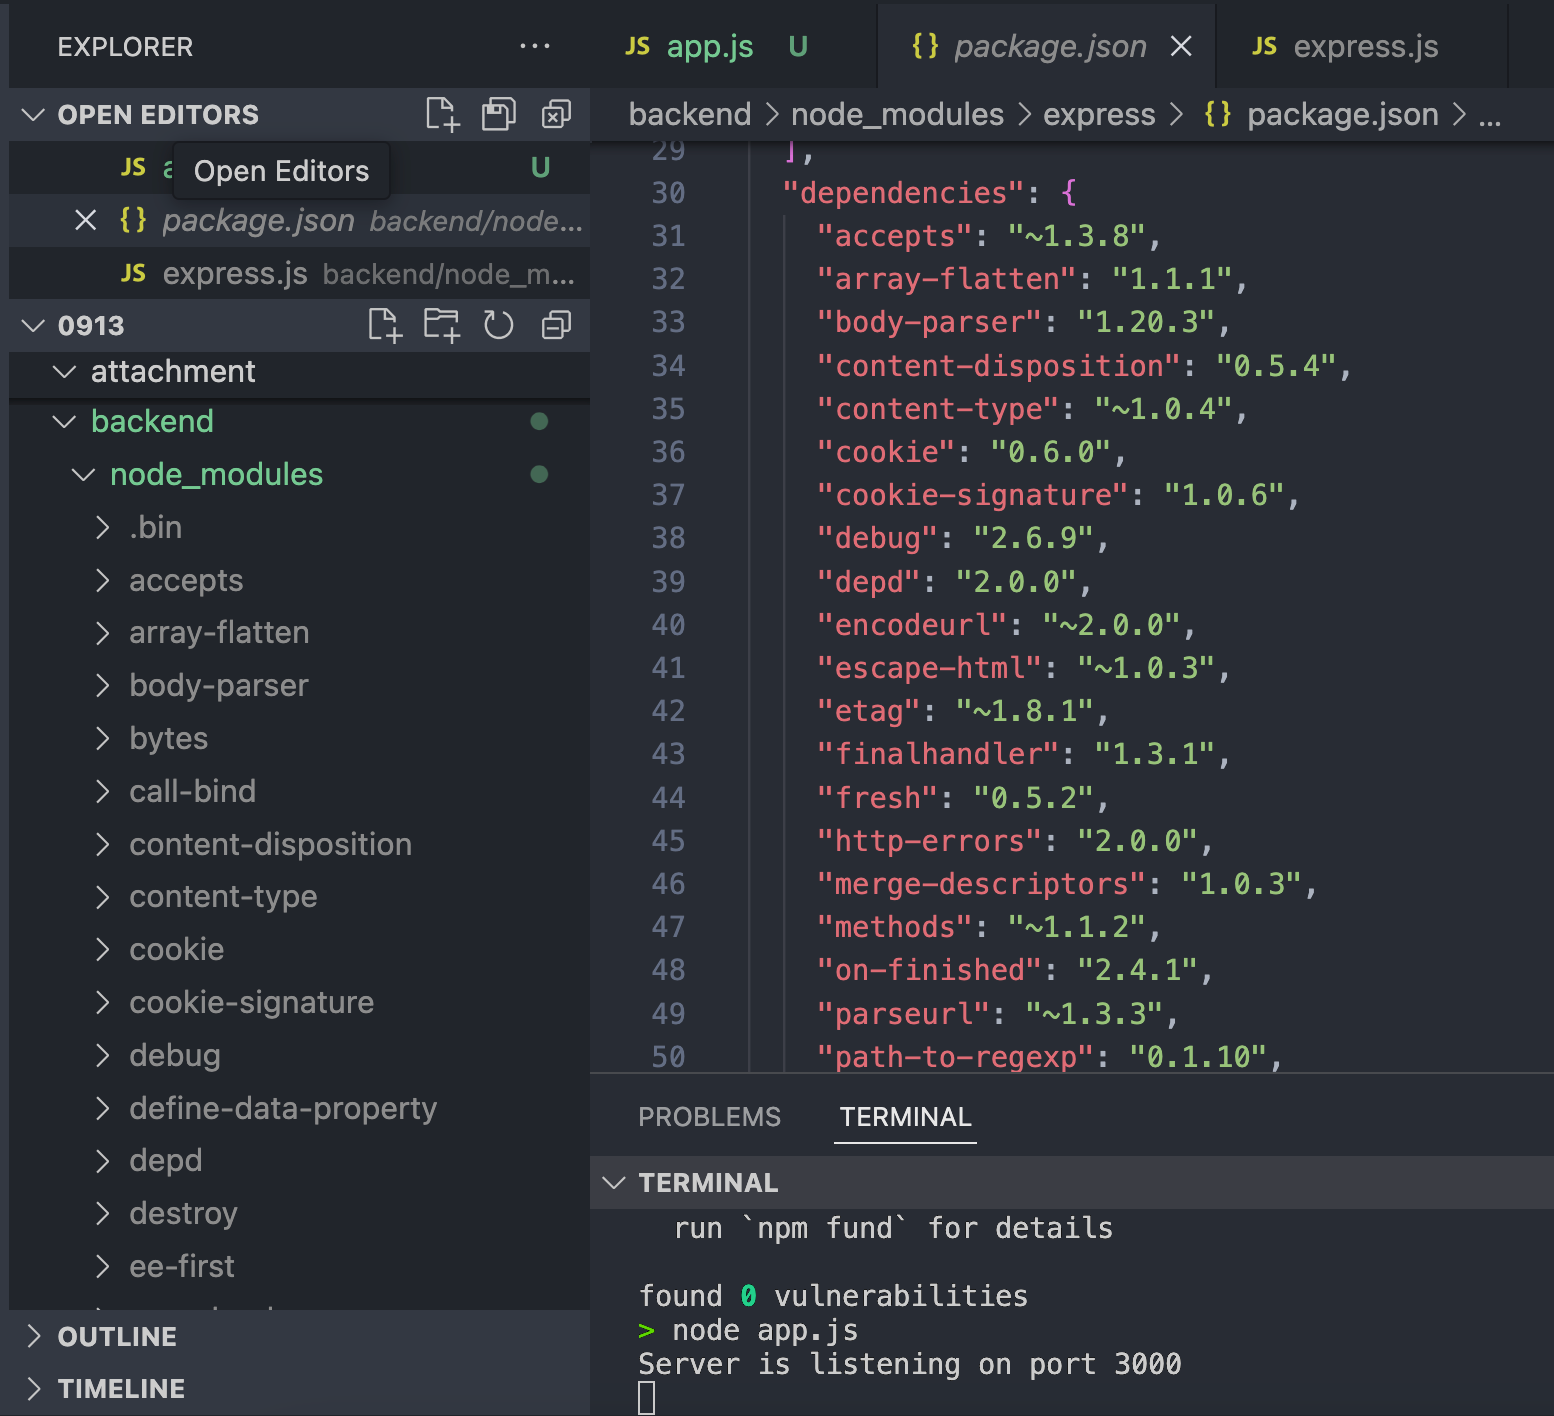 EXPLORER
OPEN EDITORS
JS a U
Open Editors
{} package.json backend/node...
JS express.js backend/node_m...
0913
attachment
backend
node_modules
.bin
accepts
array-flatten
body-parser
bytes
call-bind
content-disposition
content-type
cookie
cookie-signature
debug
define-data-property
depd
destroy
ee-first
OUTLINE
TIMELINE
JS app.js U {} package.json JS express.js
backend > node_modules > express > {} package.json > ...
29 ],
30 "dependencies": {
31 "accepts": "~1.3.8",
32 "array-flatten": "1.1.1",
33 "body-parser": "1.20.3",
34 "content-disposition": "0.5.4",
35 "content-type": "~1.0.4",
36 "cookie": "0.6.0",
37 "cookie-signature": "1.0.6",
38 "debug": "2.6.9",
39 "depd": "2.0.0",
40 "encodeurl": "~2.0.0",
41 "escape-html": "~1.0.3",
42 "etag": "~1.8.1",
43 "finalhandler": "1.3.1",
44 "fresh": "0.5.2",
45 "http-errors": "2.0.0",
46 "merge-descriptors": "1.0.3",
47 "methods": "~1.1.2",
48 "on-finished": "2.4.1",
49 "parseurl": "~1.3.3",
50 "path-to-regexp": "0.1.10",
PROBLEMS TERMINAL
TERMINAL
run `npm fund` for details
found 0 vulnerabilities
> node app.js
Server is listening on port 3000